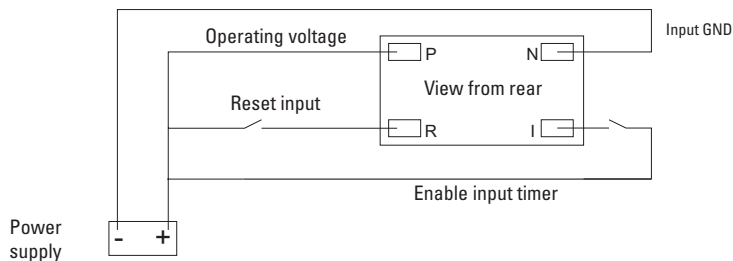 Input GND
Operating voltage
P
N
View from rear
Reset input
R
I
Enable input timer
Power
supply
-
+